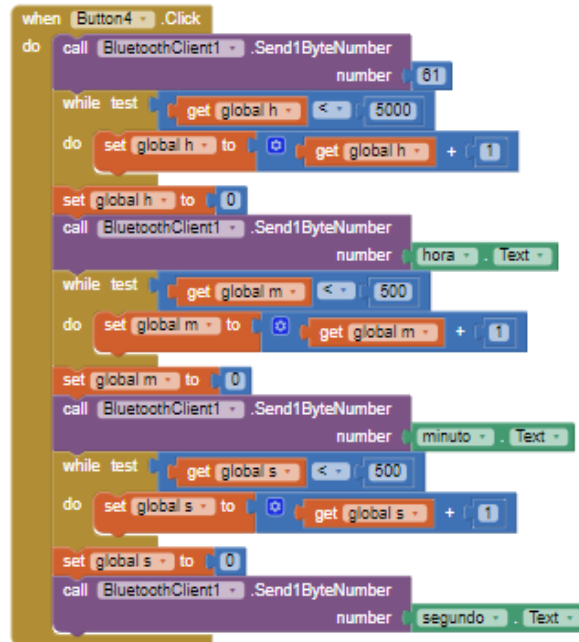 when Button4 .Click
do call BluetoothClient1 .Send1ByteNumber
number 61
while test get global h < 5000
do set global h to get global h + 1
set global h to 0
call BluetoothClient1 .Send1ByteNumber
number hora . Text
while test get global m < 500
do set global m to get global m + 1
set global m to 0
call BluetoothClient1 .Send1ByteNumber
number minuto . Text
while test get global s < 500
do set global s to get global s + 1
set global s to 0
call BluetoothClient1 .Send1ByteNumber
number segundo . Text